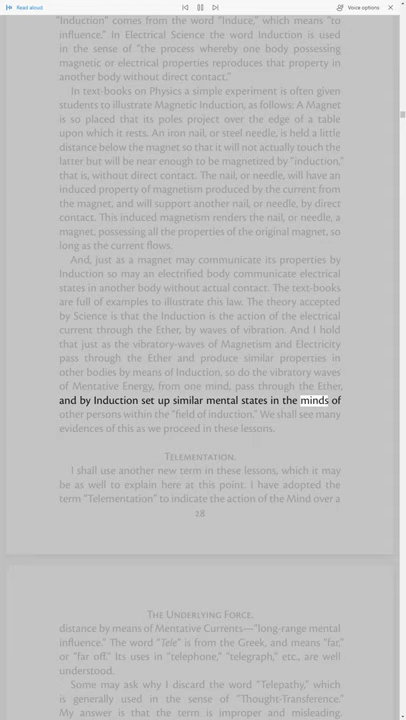 Read aloud
Voice options
"Induction" comes from the word "Induce," which means "to
influence." In Electrical Science the word Induction is used
in the sense of "the process whereby one body possessing
magnetic or electrical properties reproduces that property in
another body without direct contact."
In text-books on Physics a simple experiment is often given
students to illustrate Magnetic Induction, as follows: A Magnet
is so placed that its poles project over the edge of a table
upon which it rests. An iron nail, or steel needle, is held a little
distance below the magnet so that it will not actually touch the
latter but will be near enough to be magnetized by "induction,"
that is, without direct contact. The nail, or needle, will have an
induced property of magnetism produced by the current from
the magnet, and will support another nail, or needle, by direct
contact. This induced magnetism renders the nail, or needle, a
magnet, possessing all the properties of the original magnet, so
long as the current flows.
And, just as a magnet may communicate its properties by
Induction so may an electrified body communicate electrical
states in another body without actual contact. The text-books
are full of examples to illustrate this law. The theory accepted
by Science is that the Induction is the action of the electrical
current through the Ether, by waves of vibration. And I hold
that just as the vibratory-waves of Magnetism and Electricity
pass through the Ether and produce similar properties in
other bodies by means of Induction, so do the vibratory waves
of Mentative Energy, from one mind, pass through the Ether,
and by Induction set up similar mental states in the minds of
other persons within the "field of induction." We shall see many
evidences of this as we proceed in these lessons.
Telementation.
I shall use another new term in these lessons, which it may
be as well to explain here at this point. I have adopted the
term "Telementation" to indicate the action of the Mind over a
28
The Underlying Force.
distance by means of Mentative Currents—"long-range mental
influence." The word "Tele" is from the Greek, and means "far,"
or "far off." Its uses in "telephone," "telegraph," etc., are well
understood.
Some may ask why I discard the word "Telepathy," which
is generally used in the sense of "Thought-Transference."
My answer is that the term is improper and misleading.